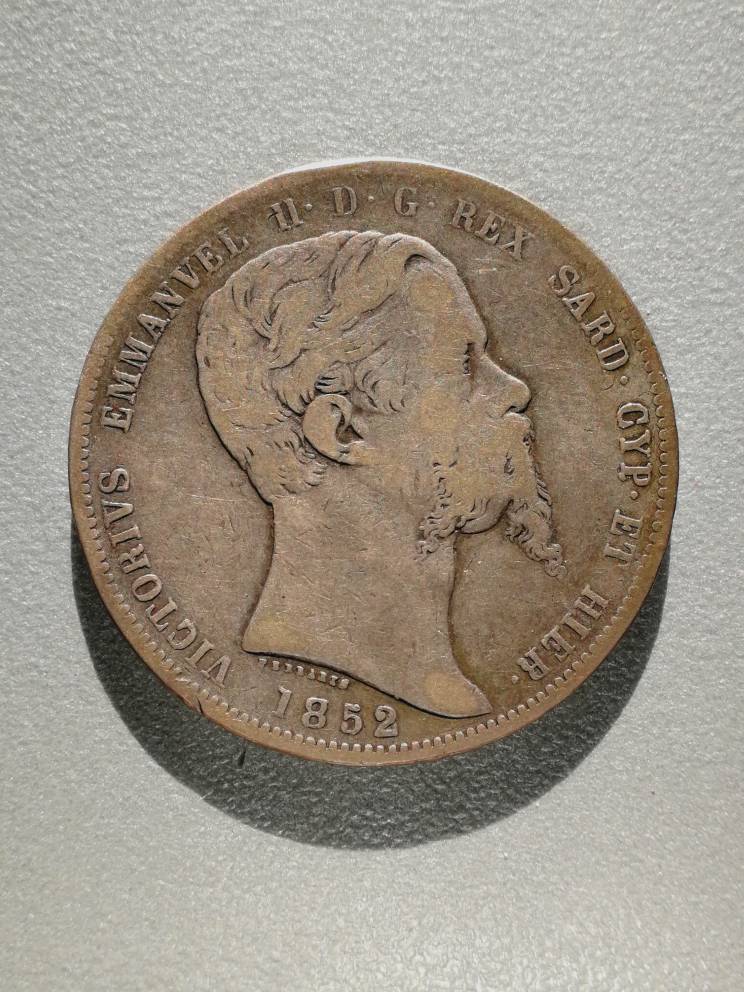 VICTORIVS EMMANVEL II · D · G · REX SARD · CYP · ET HIER ·
FERRARIS
1852